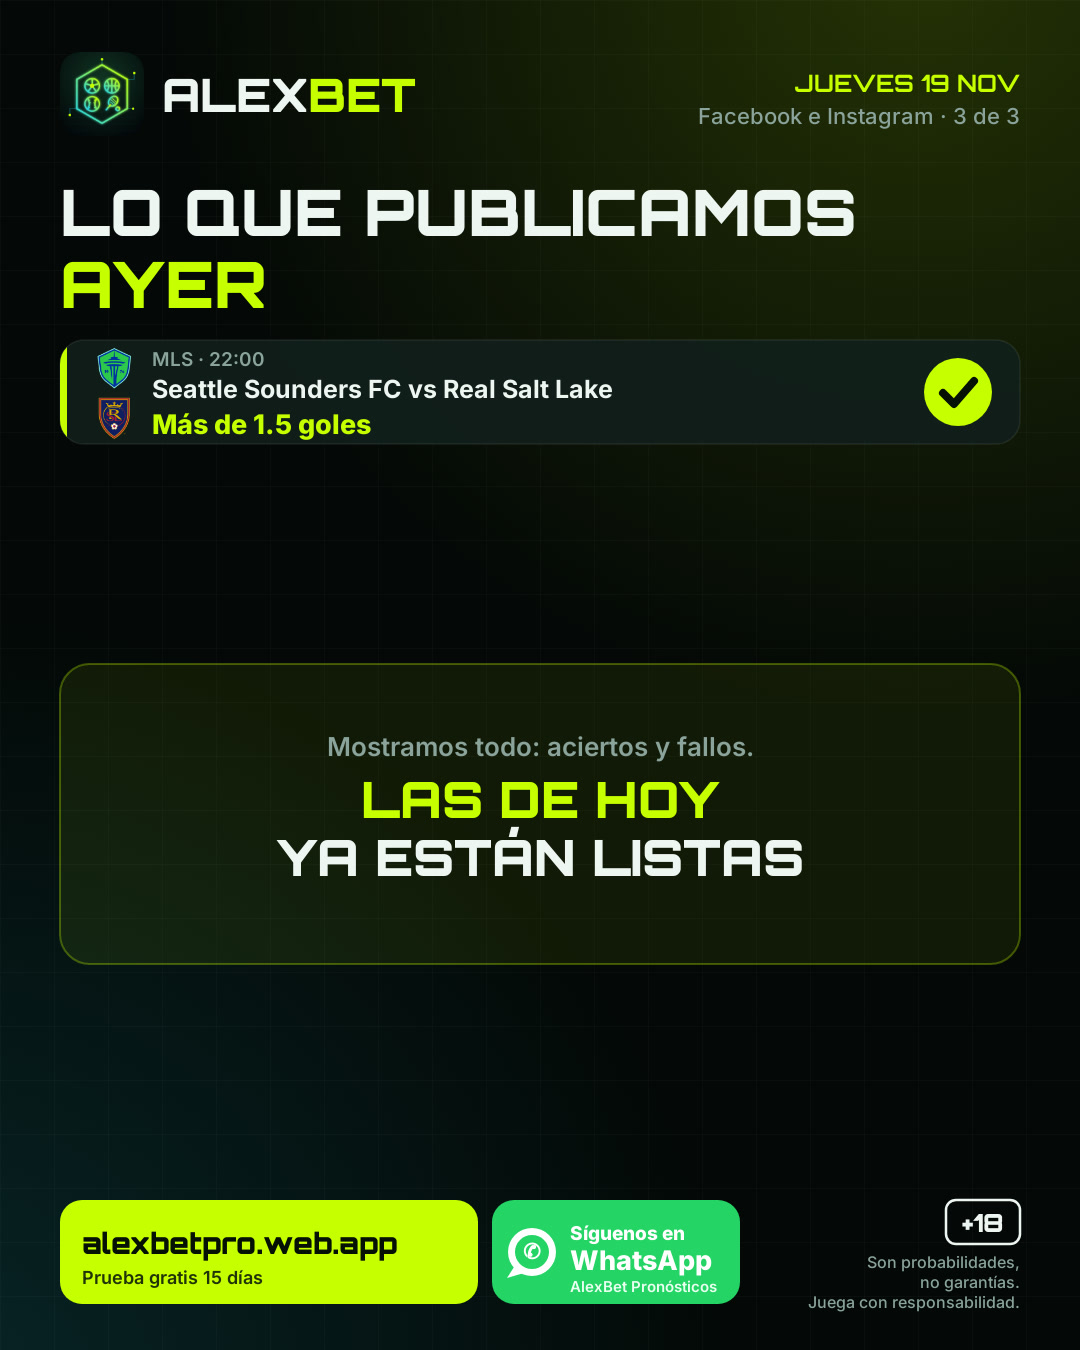 ALEXBET
JUEVES 19 NOV
Facebook e Instagram · 3 de 3
LO QUE PUBLICAMOS
AYER
MLS · 22:00
Seattle Sounders FC vs Real Salt Lake
Más de 1.5 goles
Mostramos todo: aciertos y fallos.
LAS DE HOY
YA ESTÁN LISTAS
alexbetpro.web.app
Prueba gratis 15 días
Síguenos en
WhatsApp
AlexBet Pronósticos
+18
Son probabilidades,
no garantías.
Juega con responsabilidad.